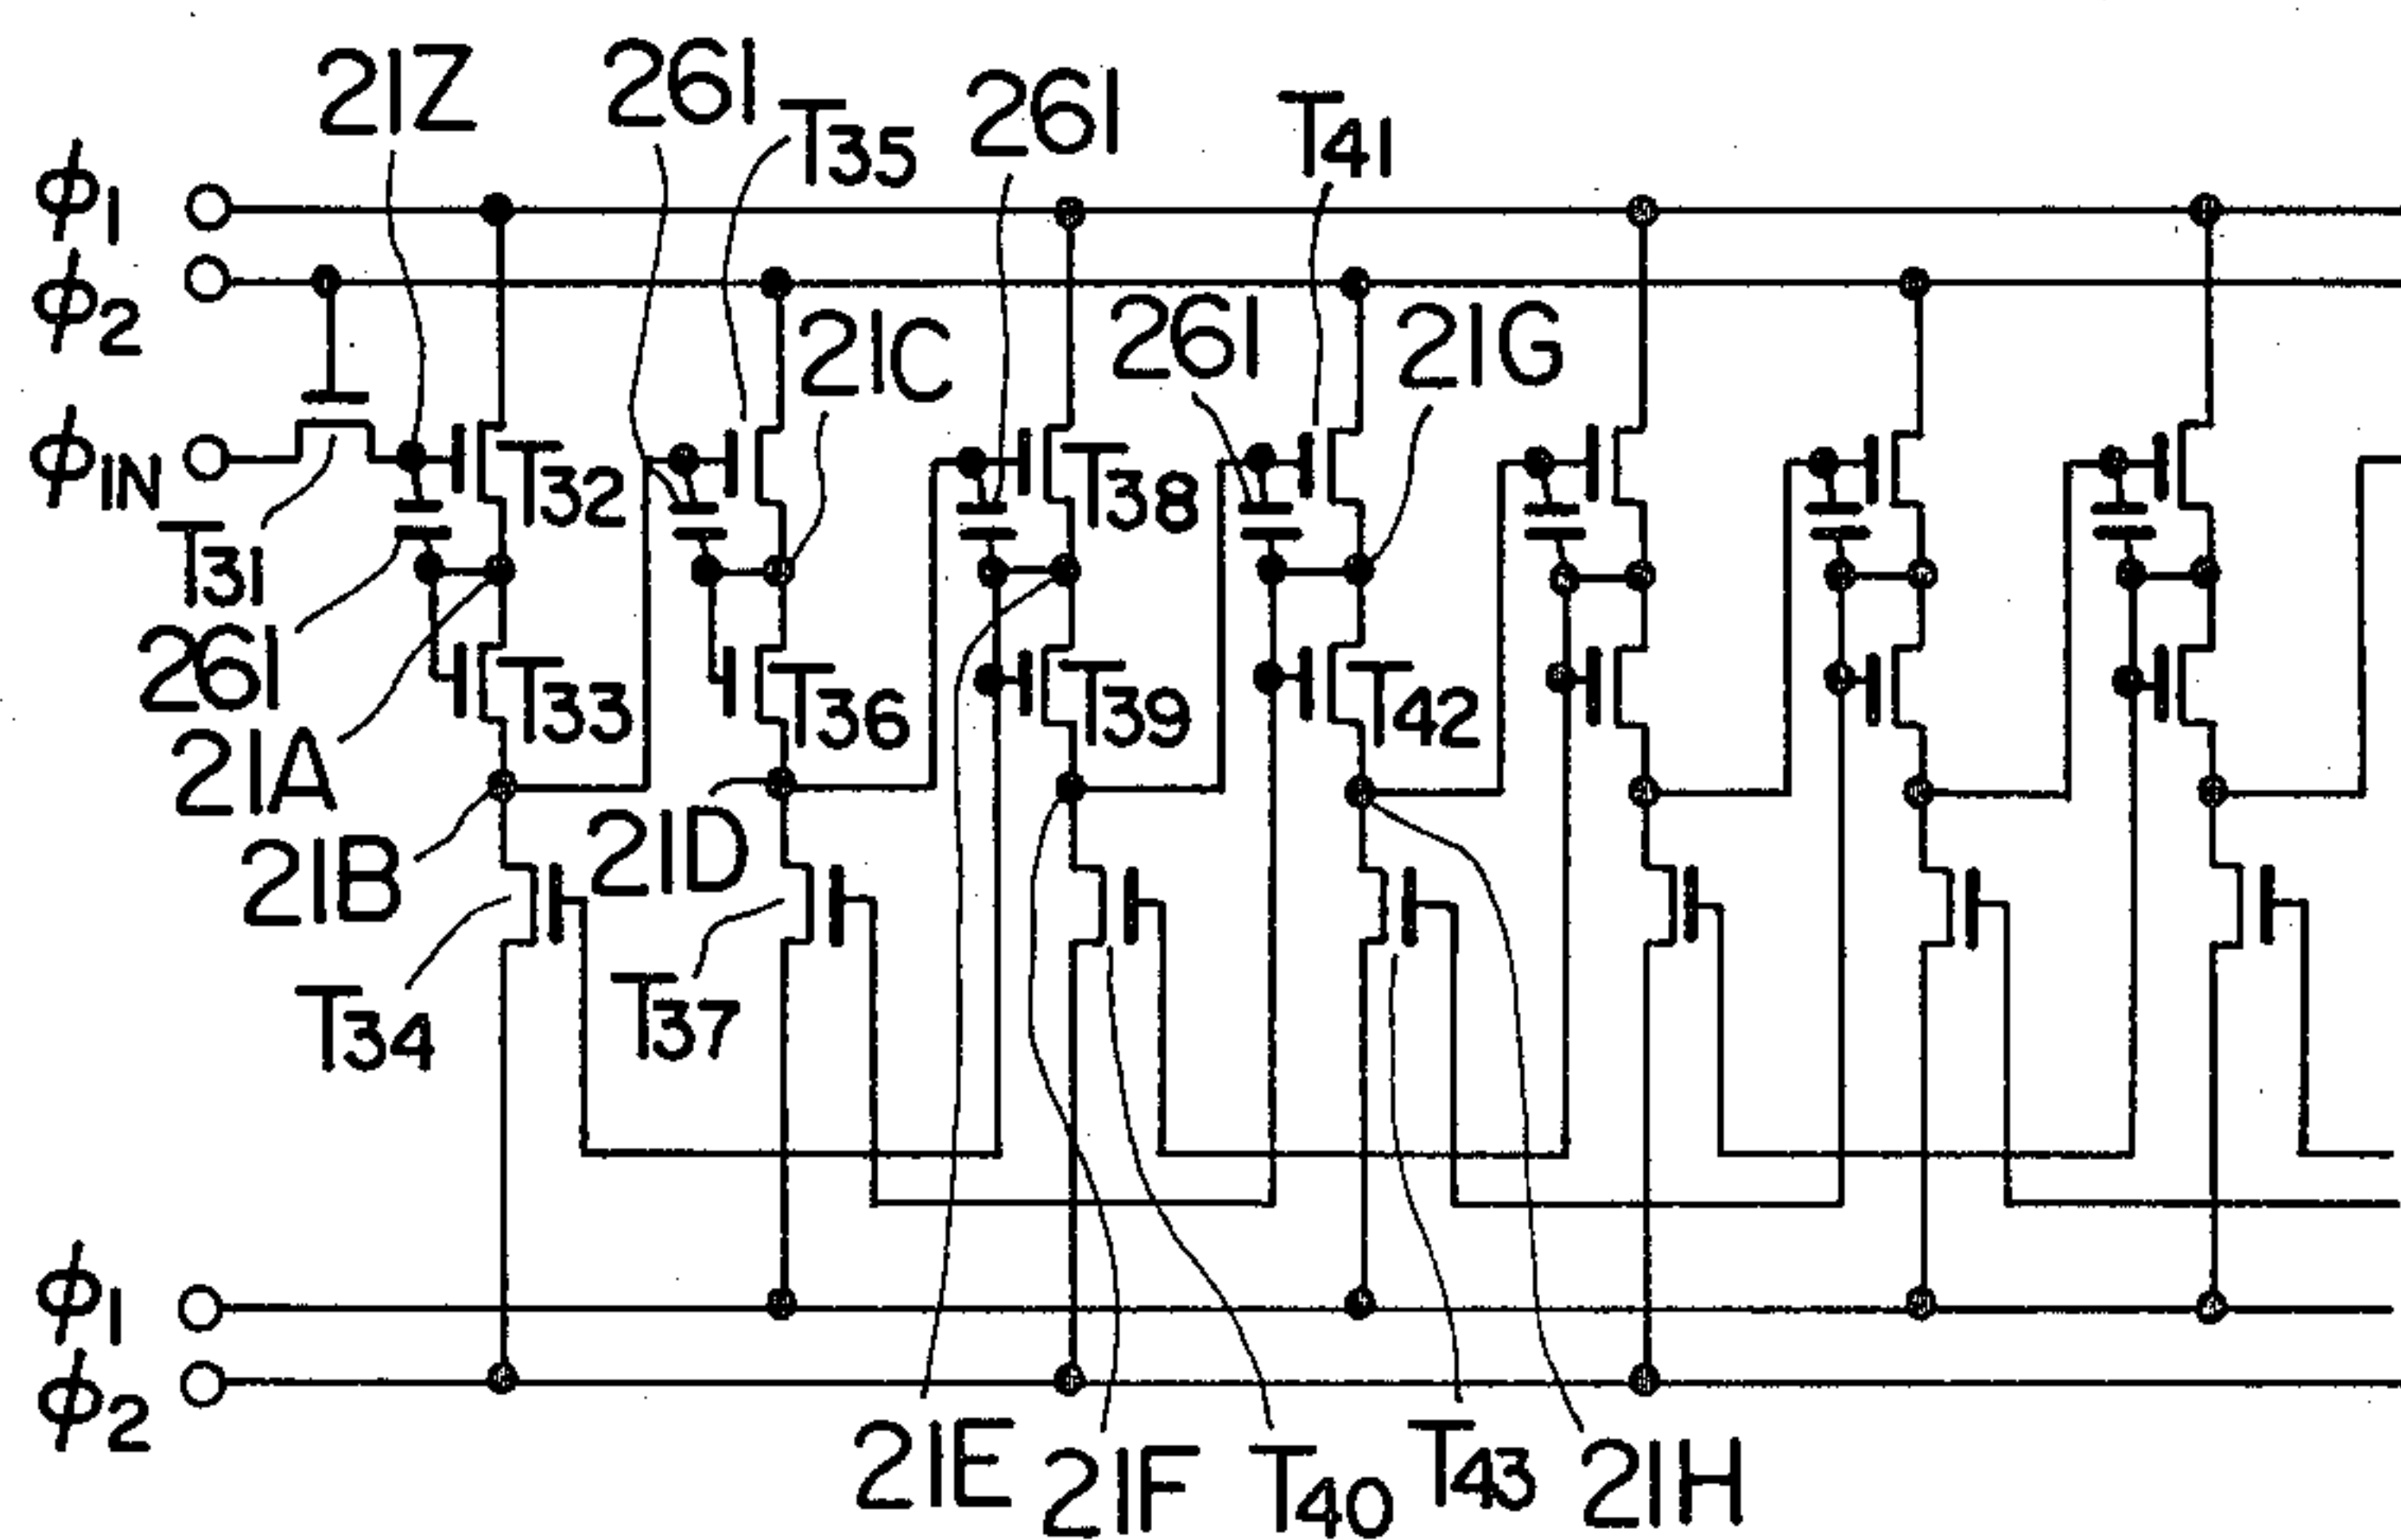 21Z 261 T35 261 T41
ϕ1
ϕ2
21C 261 21G
ϕIN T32 T38
T31
261 T33 T36 T39 T42
21A
21B 21D
T34 T37
ϕ1
ϕ2
21E 21F T40 T43 21H